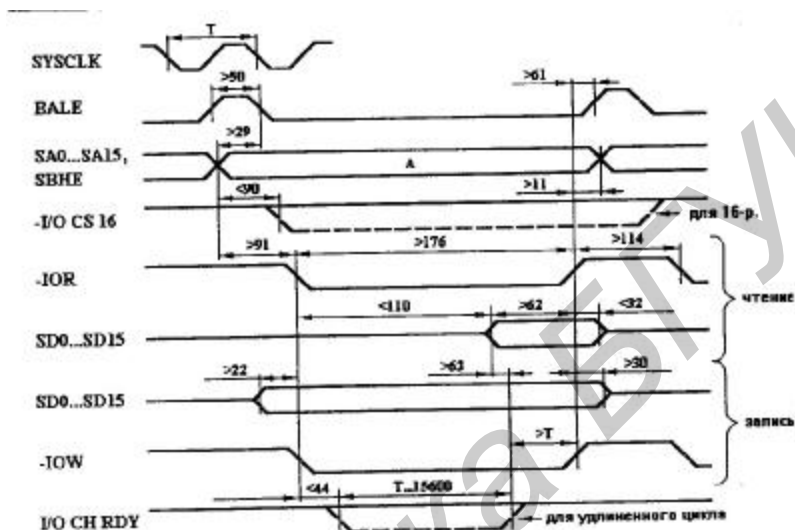 T
SYSCLK
>50
>61
BALE
>29
SA0...SA15,
SBHE
A
<90
>11
-I/O CS 16
для 16-р.
>91
>176
>114
-IOR
чтение
<110
>62
<32
SD0...SD15
>22
>63
>30
SD0...SD15
запись
>T
-IOW
<44
T...15600
I/O CH RDY
для удлиненного цикла
ка БГУ